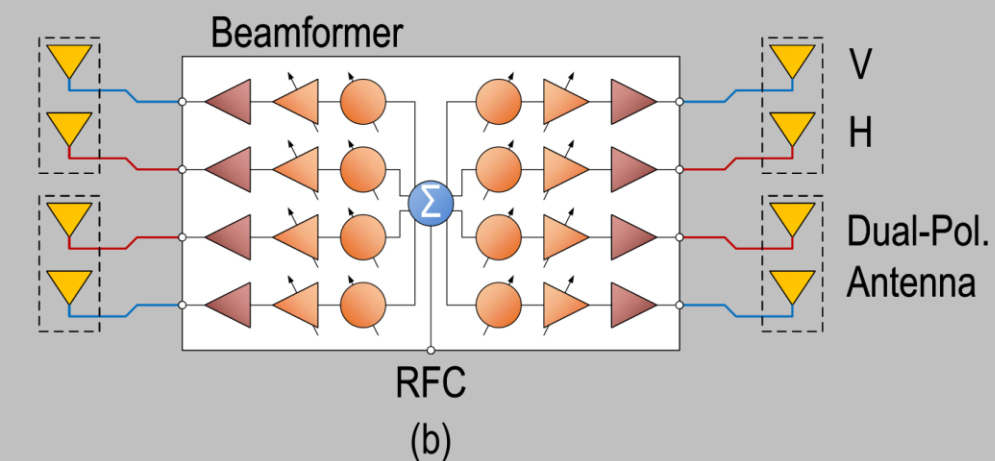 Beamformer
V
H
Σ
Dual-Pol.
Antenna
RFC
(b)